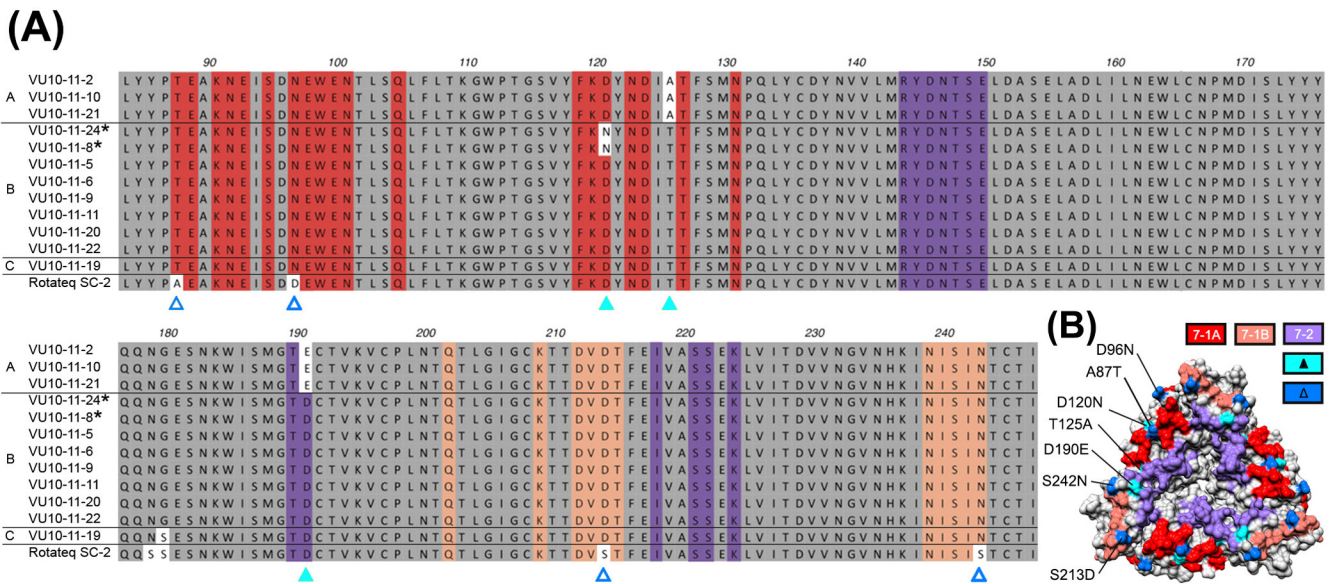 (A)
90 100 110 120 130 140 150 160 170
A
VU10-11-2 LYYPTEAKNEISDNEWENTLSQLFLTKGWPTGSVYFKDYNDIATFSMNPQLYCDYNVVLMRYDNTSELDASELADLILNEWLCNPMDISLYYY
VU10-11-10 LYYPTEAKNEISDNEWENTLSQLFLTKGWPTGSVYFKDYNDIATFSMNPQLYCDYNVVLMRYDNTSELDASELADLILNEWLCNPMDISLYYY
VU10-11-21 LYYPTEAKNEISDNEWENTLSQLFLTKGWPTGSVYFKDYNDIATFSMNPQLYCDYNVVLMRYDNTSELDASELADLILNEWLCNPMDISLYYY
B
VU10-11-24* LYYPTEAKNEISDNEWENTLSQLFLTKGWPTGSVYFKNYNDITTFSMNPQLYCDYNVVLMRYDNTSELDASELADLILNEWLCNPMDISLYYY
VU10-11-8* LYYPTEAKNEISDNEWENTLSQLFLTKGWPTGSVYFKNYNDITTFSMNPQLYCDYNVVLMRYDNTSELDASELADLILNEWLCNPMDISLYYY
VU10-11-5 LYYPTEAKNEISDNEWENTLSQLFLTKGWPTGSVYFKDYNDITTFSMNPQLYCDYNVVLMRYDNTSELDASELADLILNEWLCNPMDISLYYY
VU10-11-6 LYYPTEAKNEISDNEWENTLSQLFLTKGWPTGSVYFKDYNDITTFSMNPQLYCDYNVVLMRYDNTSELDASELADLILNEWLCNPMDISLYYY
VU10-11-9 LYYPTEAKNEISDNEWENTLSQLFLTKGWPTGSVYFKDYNDITTFSMNPQLYCDYNVVLMRYDNTSELDASELADLILNEWLCNPMDISLYYY
VU10-11-11 LYYPTEAKNEISDNEWENTLSQLFLTKGWPTGSVYFKDYNDITTFSMNPQLYCDYNVVLMRYDNTSELDASELADLILNEWLCNPMDISLYYY
VU10-11-20 LYYPTEAKNEISDNEWENTLSQLFLTKGWPTGSVYFKDYNDITTFSMNPQLYCDYNVVLMRYDNTSELDASELADLILNEWLCNPMDISLYYY
VU10-11-22 LYYPTEAKNEISDNEWENTLSQLFLTKGWPTGSVYFKDYNDITTFSMNPQLYCDYNVVLMRYDNTSELDASELADLILNEWLCNPMDISLYYY
C VU10-11-19 LYYPTEAKNEISDNEWENTLSQLFLTKGWPTGSVYFKDYNDITTFSMNPQLYCDYNVVLMRYDNTSELDASELADLILNEWLCNPMDISLYYY
Rotateq SC-2 LYYPAEAKNEISDDEWENTLSQLFLTKGWPTGSVYFKDYNDITTFSMNPQLYCDYNVVLMRYDNTSELDASELADLILNEWLCNPMDISLYYY
180 190 200 210 220 230 240
A
VU10-11-2 QQNGESNKWISMGTECTVKVCPLNTQTLGIGCKTTDVDTFEIVASSEKLVITDVVNGVNHKINISINTCTI
VU10-11-10 QQNGESNKWISMGTECTVKVCPLNTQTLGIGCKTTDVDTFEIVASSEKLVITDVVNGVNHKINISINTCTI
VU10-11-21 QQNGESNKWISMGTECTVKVCPLNTQTLGIGCKTTDVDTFEIVASSEKLVITDVVNGVNHKINISINTCTI
B
VU10-11-24* QQNGESNKWISMGTDCTVKVCPLNTQTLGIGCKTTDVDTFEIVASSEKLVITDVVNGVNHKINISINTCTI
VU10-11-8* QQNGESNKWISMGTDCTVKVCPLNTQTLGIGCKTTDVDTFEIVASSEKLVITDVVNGVNHKINISINTCTI
VU10-11-5 QQNGESNKWISMGTDCTVKVCPLNTQTLGIGCKTTDVDTFEIVASSEKLVITDVVNGVNHKINISINTCTI
VU10-11-6 QQNGESNKWISMGTDCTVKVCPLNTQTLGIGCKTTDVDTFEIVASSEKLVITDVVNGVNHKINISINTCTI
VU10-11-9 QQNGESNKWISMGTDCTVKVCPLNTQTLGIGCKTTDVDTFEIVASSEKLVITDVVNGVNHKINISINTCTI
VU10-11-11 QQNGESNKWISMGTDCTVKVCPLNTQTLGIGCKTTDVDTFEIVASSEKLVITDVVNGVNHKINISINTCTI
VU10-11-20 QQNGESNKWISMGTDCTVKVCPLNTQTLGIGCKTTDVDTFEIVASSEKLVITDVVNGVNHKINISINTCTI
VU10-11-22 QQNGESNKWISMGTDCTVKVCPLNTQTLGIGCKTTDVDTFEIVASSEKLVITDVVNGVNHKINISINTCTI
C VU10-11-19 QQNSESNKWISMGTDCTVKVCPLNTQTLGIGCKTTDVDTFEIVASSEKLVITDVVNGVNHKINISINTCTI
Rotateq SC-2 QQSSESNKWISMGTDCTVKVCPLNTQTLGIGCKTTDVSTFEIVASSEKLVITDVVNGVNHKINISISTCTI
(B)
7-1A 7-1B 7-2
D96N
A87T
D120N
T125A
D190E
S242N
S213D